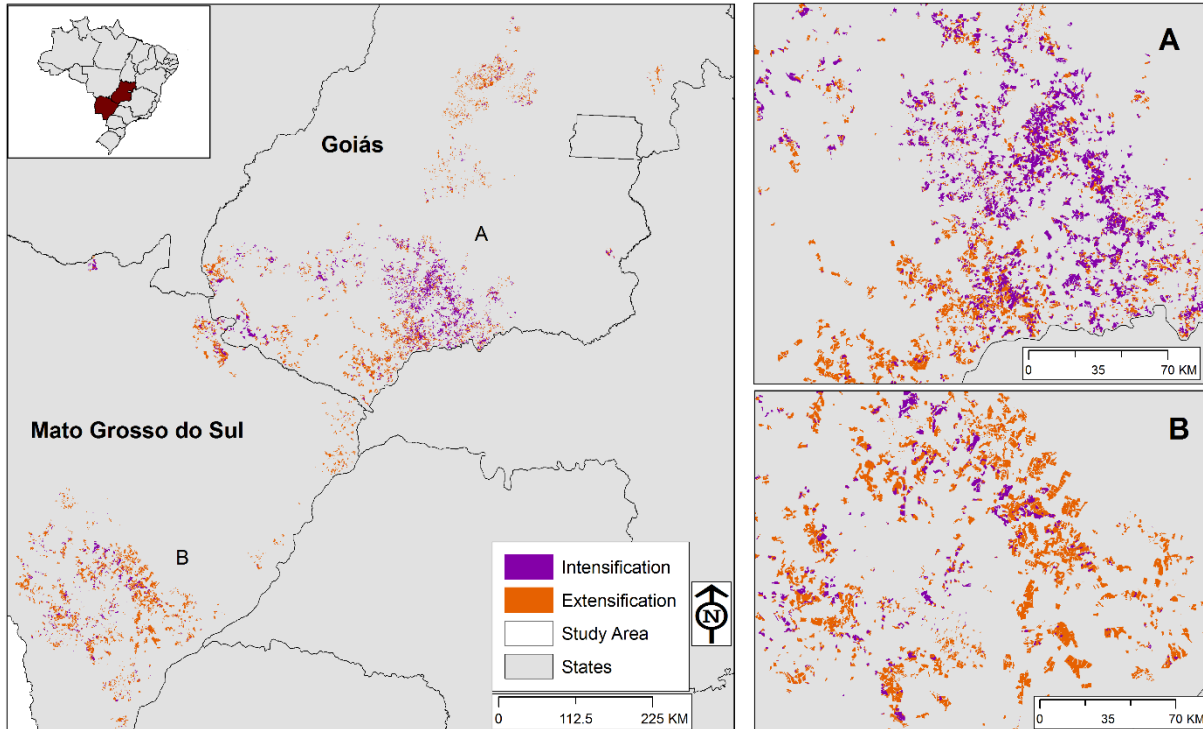 Goiás
A
Mato Grosso do Sul
B
Intensification
Extensification
Study Area
States
N
0 112.5 225 KM
A
0 35 70 KM
B
0 35 70 KM